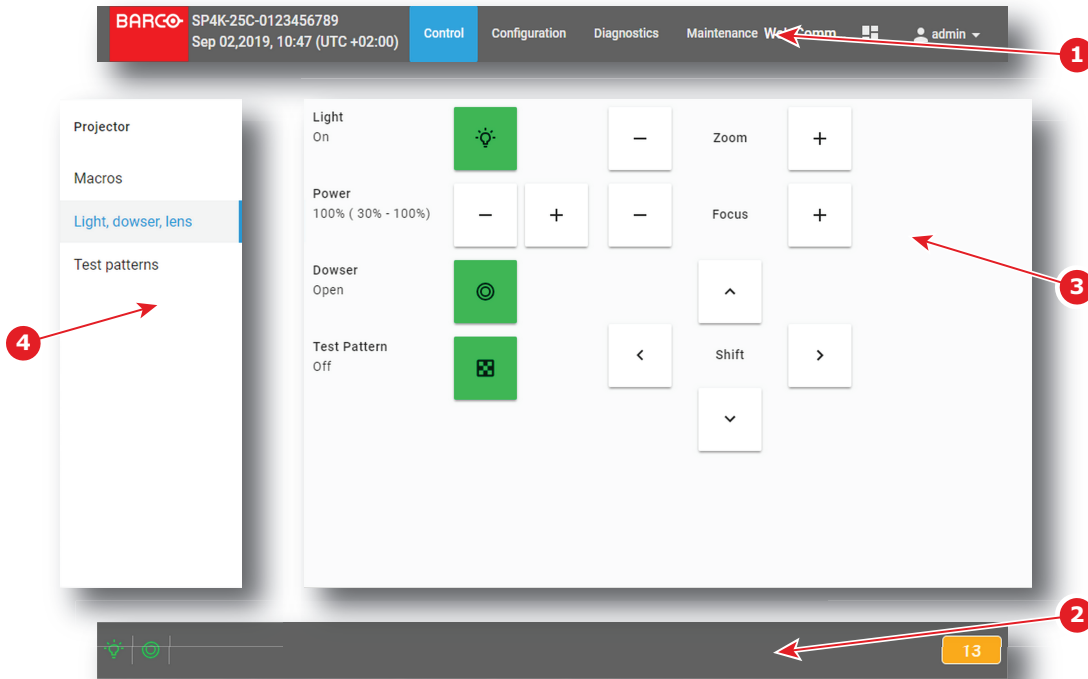 BARCO
SP4K-25C-0123456789
Sep 02,2019, 10:47 (UTC +02:00)
Control
Configuration
Diagnostics
Maintenance
admin
1
Projector
Macros
Light, dowser, lens
Test patterns
4
Light
On
Zoom
Power
100% ( 30% - 100%)
− + −
Focus
+
Dowser
Open
Test Pattern
Off
Shift
3
2
13